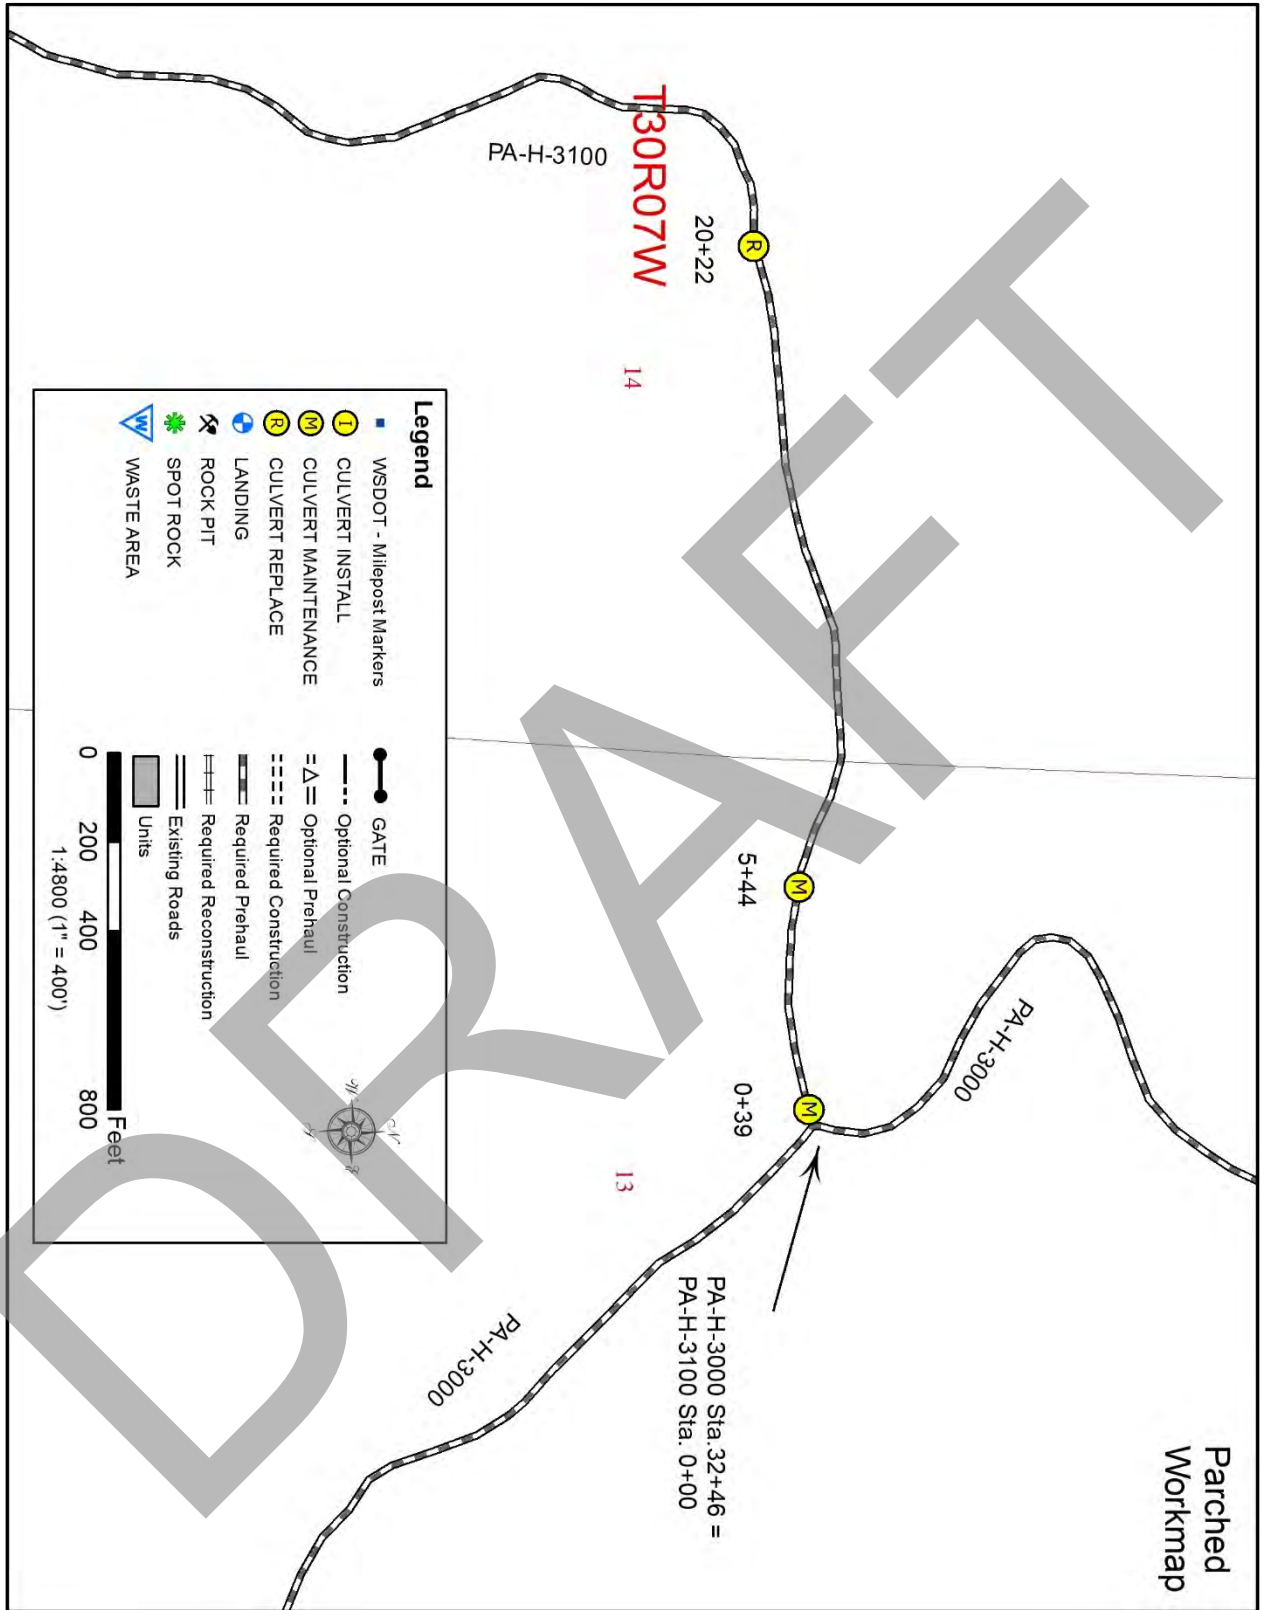 Parched
Workmap
PA-H-3100
T30R07W
20+22
14
5+44
0+39
PA-H-3000
13
PA-H-3000 Sta.32+46 =
PA-H-3100 Sta. 0+00
PA-H-3000
Legend
WSDOT - Milepost Markers
I CULVERT INSTALL
M CULVERT MAINTENANCE
R CULVERT REPLACE
LANDING
ROCK PIT
SPOT ROCK
W WASTE AREA
GATE
Optional Construction
Optional Prehaul
Required Construction
Required Prehaul
Required Reconstruction
Existing Roads
Units
0 200 400 800
Feet
1:4800 (1" = 400')
N
W E
S
R
M
M
DRAFT